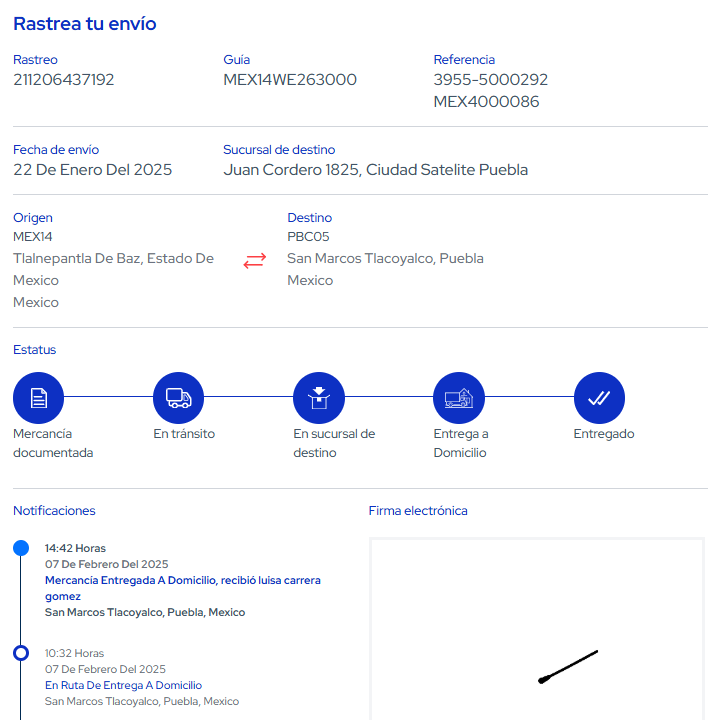 Rastrea tu envío
Rastreo
211206437192
Guía
MEX14WE263000
Referencia
3955-5000292
MEX4000086
Fecha de envío
22 De Enero Del 2025
Sucursal de destino
Juan Cordero 1825, Ciudad Satelite Puebla
Origen
MEX14
Tlalnepantla De Baz, Estado De
Mexico
Mexico
Destino
PBC05
San Marcos Tlacoyalco, Puebla
Mexico
Estatus
Mercancía
documentada
En tránsito
En sucursal de
destino
Entrega a
Domicilio
Entregado
Notificaciones
14:42 Horas
07 De Febrero Del 2025
Mercancía Entregada A Domicilio, recibió luisa carrera
gomez
San Marcos Tlacoyalco, Puebla, Mexico
10:32 Horas
07 De Febrero Del 2025
En Ruta De Entrega A Domicilio
San Marcos Tlacoyalco, Puebla, Mexico
Firma electrónica